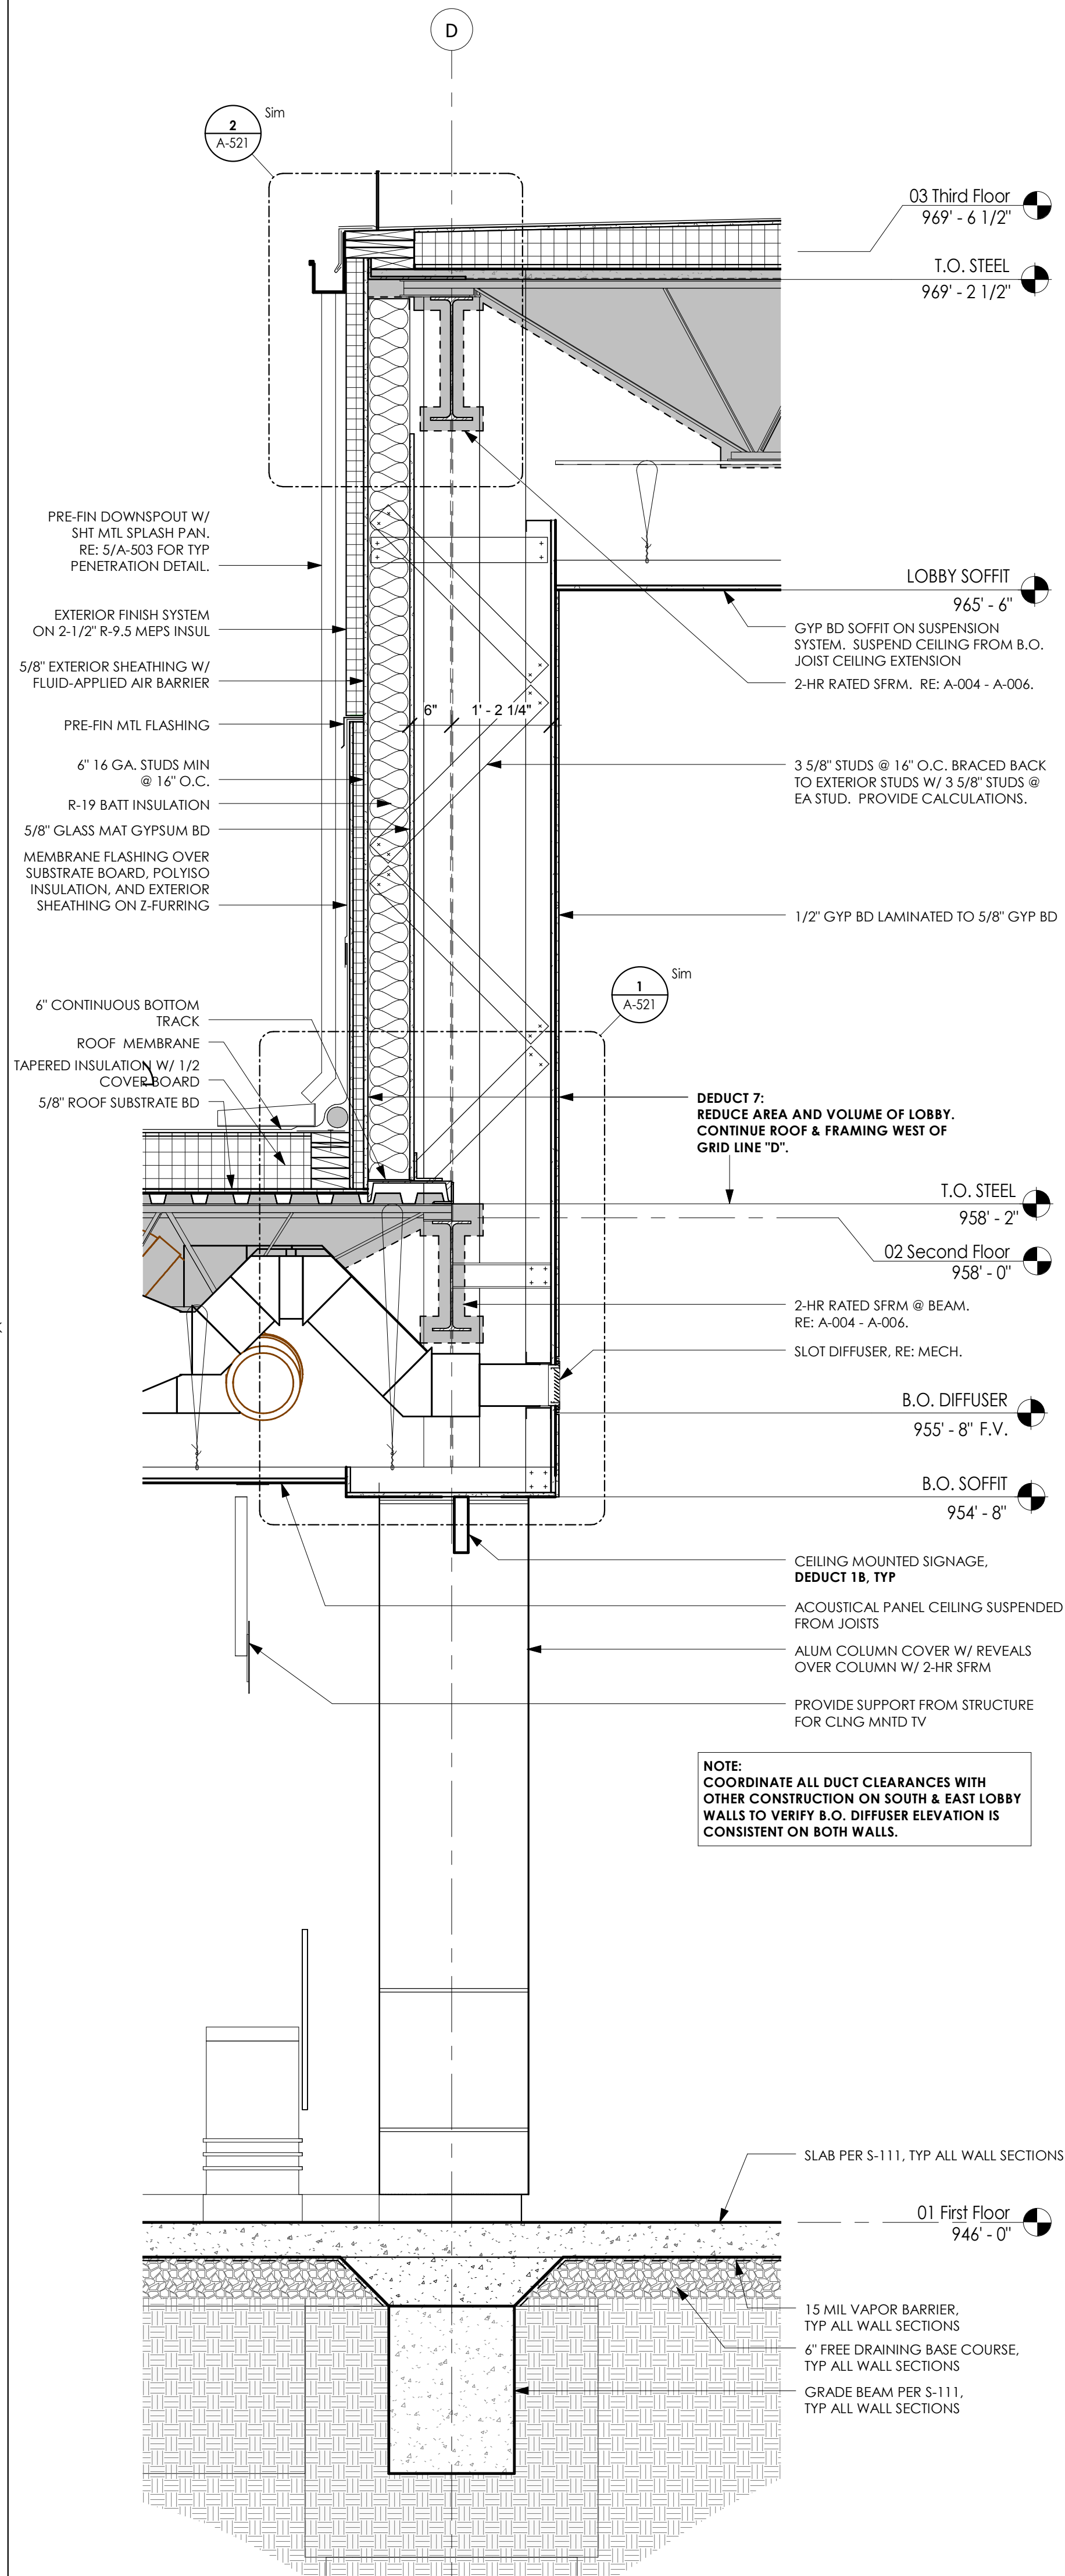 D
2
A-521
Sim
03 Third Floor
969' - 6 1/2"
T.O. STEEL
969' - 2 1/2"
PRE-FIN DOWNSPOUT W/
SHT MTL SPLASH PAN.
RE: 5/A-503 FOR TYP
PENETRATION DETAIL.
EXTERIOR FINISH SYSTEM
ON 2-1/2" R-9.5 MEPS INSUL
5/8" EXTERIOR SHEATHING W/
FLUID-APPLIED AIR BARRIER
PRE-FIN MTL FLASHING
6" 16 GA. STUDS MIN
@ 16" O.C.
R-19 BATT INSULATION
5/8" GLASS MAT GYPSUM BD
MEMBRANE FLASHING OVER
SUBSTRATE BOARD, POLYISO
INSULATION, AND EXTERIOR
SHEATHING ON Z-FURRING
6" CONTINUOUS BOTTOM
TRACK
ROOF MEMBRANE
TAPERED INSULATION W/ 1/2
COVER BOARD
5/8" ROOF SUBSTRATE BD
6"
1' - 2 1/4"
LOBBY SOFFIT
965' - 6"
GYP BD SOFFIT ON SUSPENSION
SYSTEM. SUSPEND CEILING FROM B.O.
JOIST CEILING EXTENSION
2-HR RATED SFRM. RE: A-004 - A-006.
3 5/8" STUDS @ 16" O.C. BRACED BACK
TO EXTERIOR STUDS W/ 3 5/8" STUDS @
EA STUD. PROVIDE CALCULATIONS.
1/2" GYP BD LAMINATED TO 5/8" GYP BD
1
A-521
Sim
DEDUCT 7:
REDUCE AREA AND VOLUME OF LOBBY.
CONTINUE ROOF & FRAMING WEST OF
GRID LINE "D".
T.O. STEEL
958' - 2"
02 Second Floor
958' - 0"
2-HR RATED SFRM @ BEAM.
RE: A-004 - A-006.
SLOT DIFFUSER, RE: MECH.
B.O. DIFFUSER
955' - 8" F.V.
B.O. SOFFIT
954' - 8"
CEILING MOUNTED SIGNAGE,
DEDUCT 1B, TYP
ACOUSTICAL PANEL CEILING SUSPENDED
FROM JOISTS
ALUM COLUMN COVER W/ REVEALS
OVER COLUMN W/ 2-HR SFRM
PROVIDE SUPPORT FROM STRUCTURE
FOR CLNG MNTD TV
NOTE:
COORDINATE ALL DUCT CLEARANCES WITH
OTHER CONSTRUCTION ON SOUTH & EAST LOBBY
WALLS TO VERIFY B.O. DIFFUSER ELEVATION IS
CONSISTENT ON BOTH WALLS.
SLAB PER S-111, TYP ALL WALL SECTIONS
01 First Floor
946' - 0"
15 MIL VAPOR BARRIER,
TYP ALL WALL SECTIONS
6" FREE DRAINING BASE COURSE,
TYP ALL WALL SECTIONS
GRADE BEAM PER S-111,
TYP ALL WALL SECTIONS